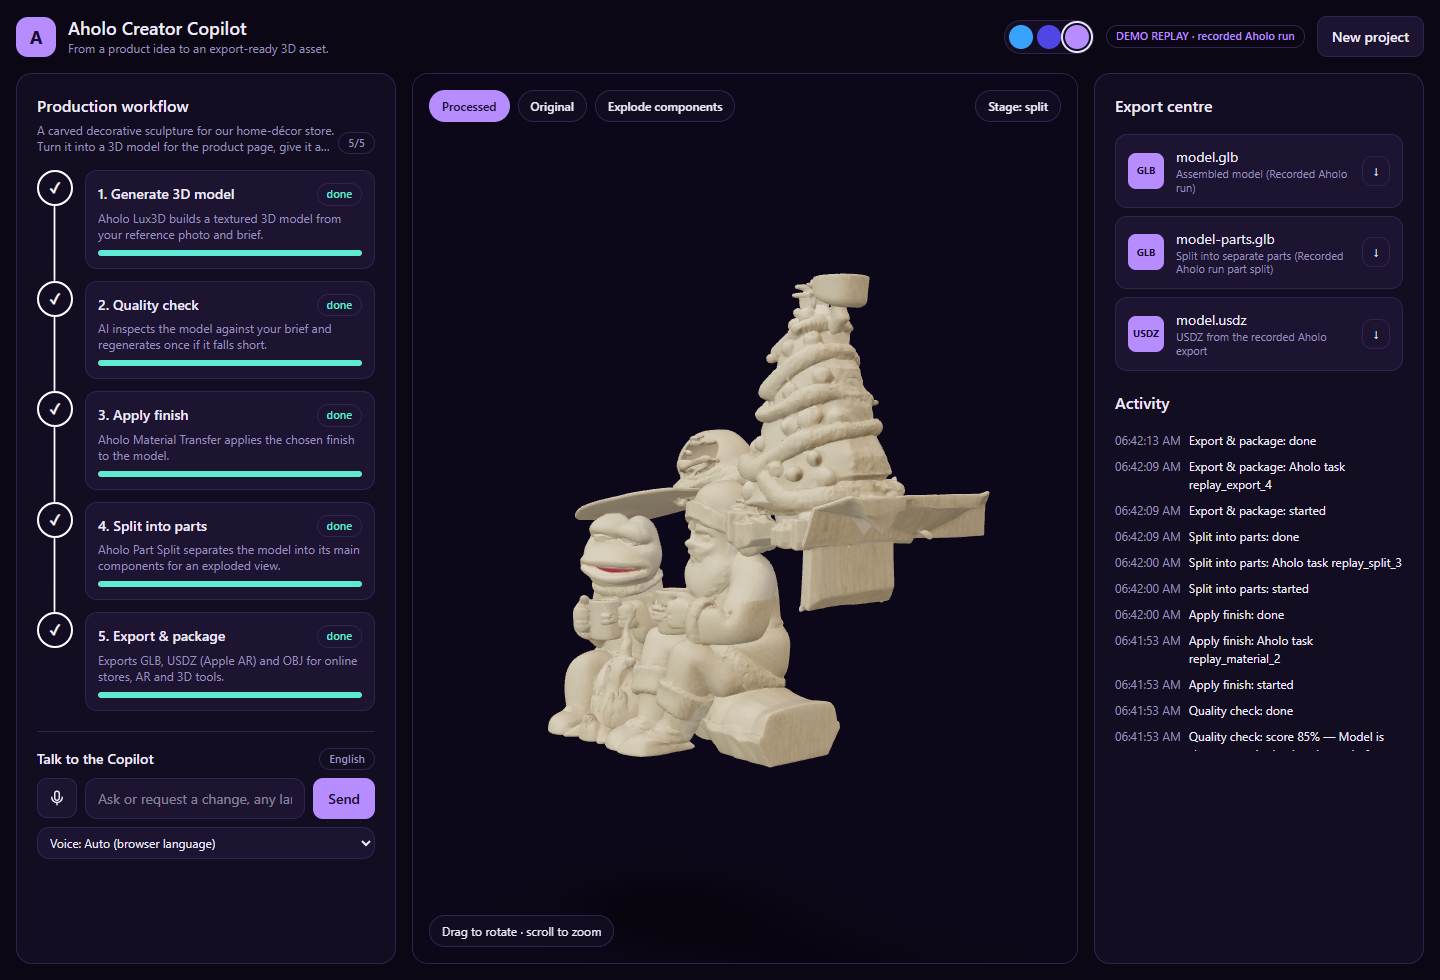 A
Aholo Creator Copilot
From a product idea to an export-ready 3D asset.
DEMO REPLAY · recorded Aholo run
New project
Production workflow
A carved decorative sculpture for our home-décor store.
Turn it into a 3D model for the product page, give it a...
5/5
1. Generate 3D model
done
Aholo Lux3D builds a textured 3D model from
your reference photo and brief.
2. Quality check
done
AI inspects the model against your brief and
regenerates once if it falls short.
3. Apply finish
done
Aholo Material Transfer applies the chosen finish
to the model.
4. Split into parts
done
Aholo Part Split separates the model into its main
components for an exploded view.
5. Export & package
done
Exports GLB, USDZ (Apple AR) and OBJ for online
stores, AR and 3D tools.
Talk to the Copilot
English
Ask or request a change, any la
Send
Voice: Auto (browser language)
Processed
Original
Explode components
Stage: split
Drag to rotate · scroll to zoom
Export centre
GLB
model.glb
Assembled model (Recorded Aholo
run)
GLB
model-parts.glb
Split into separate parts (Recorded
Aholo run part split)
USDZ
model.usdz
USDZ from the recorded Aholo
export
Activity
06:42:13 AM Export & package: done
06:42:09 AM Export & package: Aholo task
replay_export_4
06:42:09 AM Export & package: started
06:42:09 AM Split into parts: done
06:42:00 AM Split into parts: Aholo task replay_split_3
06:42:00 AM Split into parts: started
06:42:00 AM Apply finish: done
06:41:53 AM Apply finish: Aholo task
replay_material_2
06:41:53 AM Apply finish: started
06:41:53 AM Quality check: done
06:41:53 AM Quality check: score 85% — Model is